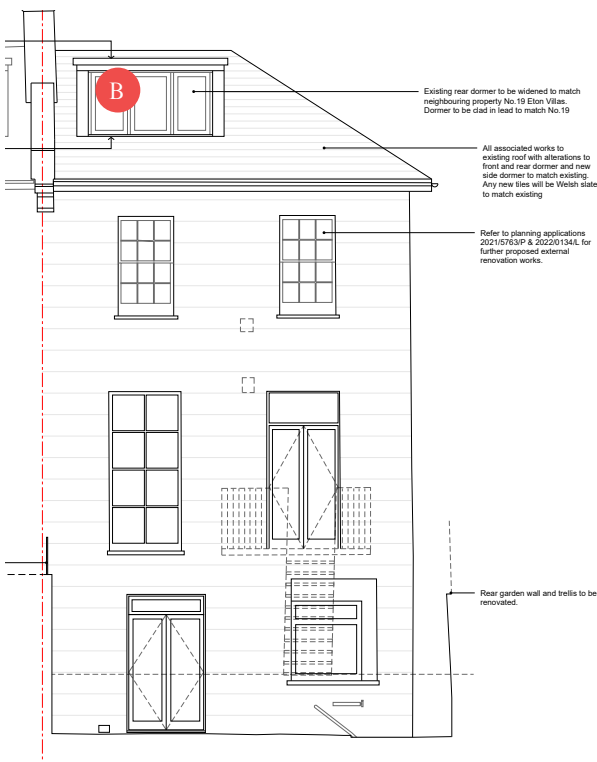 B
Existing rear dormer to be widened to match
neighbouring property No.19 Eton Villas.
Dormer to be clad in lead to match No.19
All associated works to
existing roof with alterations to
front and rear dormer and new
side dormer to match existing.
Any new tiles will be Welsh slate
to match existing
Refer to planning applications
2021/5763/P & 2022/0134/L for
further proposed external
renovation works.
Rear garden wall and trellis to be
renovated.